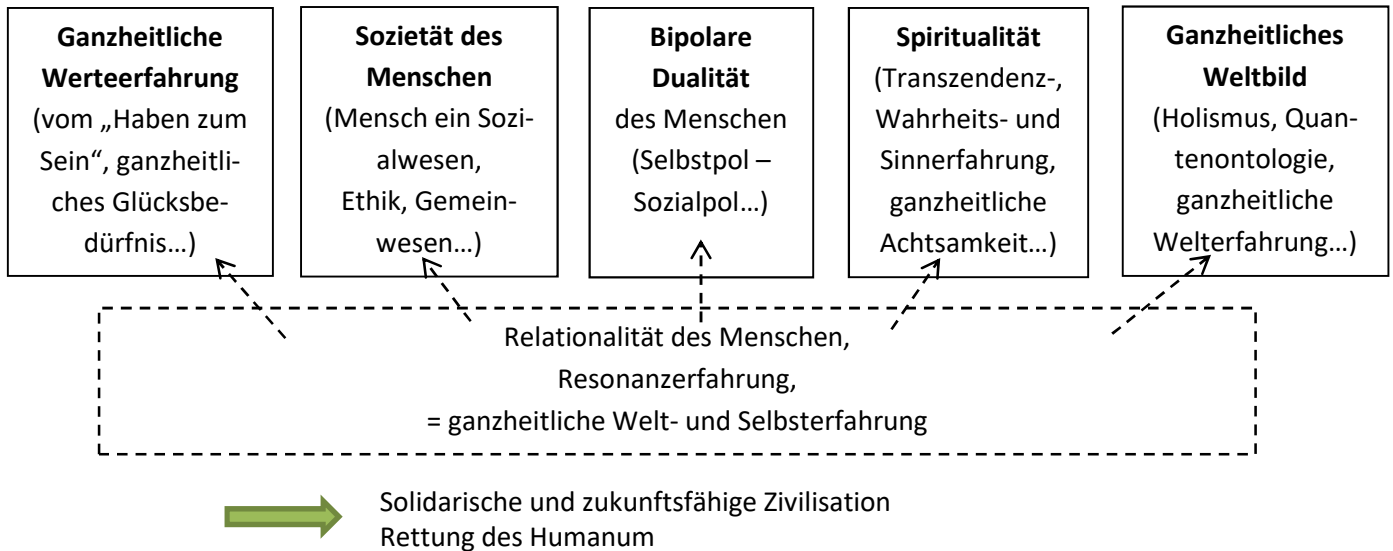 Ganzheitliche
Werteerfahrung
(vom „Haben zum
Sein“, ganzheitli-
ches Glücksbe-
dürfnis…)
Sozietät des
Menschen
(Mensch ein Sozi-
alwesen,
Ethik, Gemein-
wesen…)
Bipolare
Dualität
des Menschen
(Selbstpol –
Sozialpol…)
Spiritualität
(Transzendenz-,
Wahrheits- und
Sinnerfahrung,
ganzheitliche
Achtsamkeit…)
Ganzheitliches
Weltbild
(Holismus, Quan-
tenontologie,
ganzheitliche
Welterfahrung…)
Relationalität des Menschen,
Resonanzerfahrung,
= ganzheitliche Welt- und Selbsterfahrung
Solidarische und zukunftsfähige Zivilisation
Rettung des Humanum